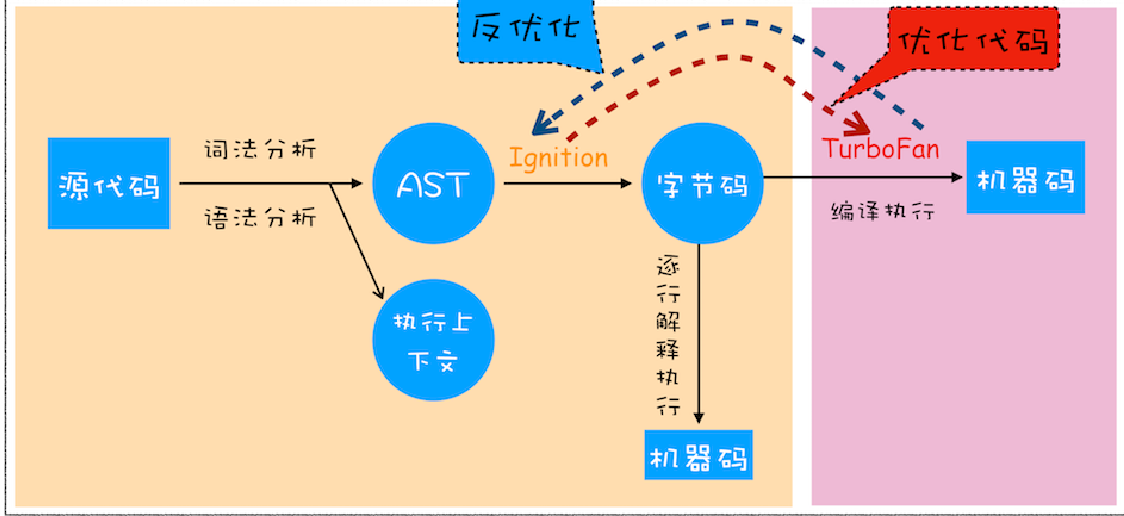 反优化
优化代码
源代码
词法分析
语法分析
AST
Ignition
字节码
TurboFan
编译执行
机器码
执行上
下文
逐
行
解
释
执
行
机器码